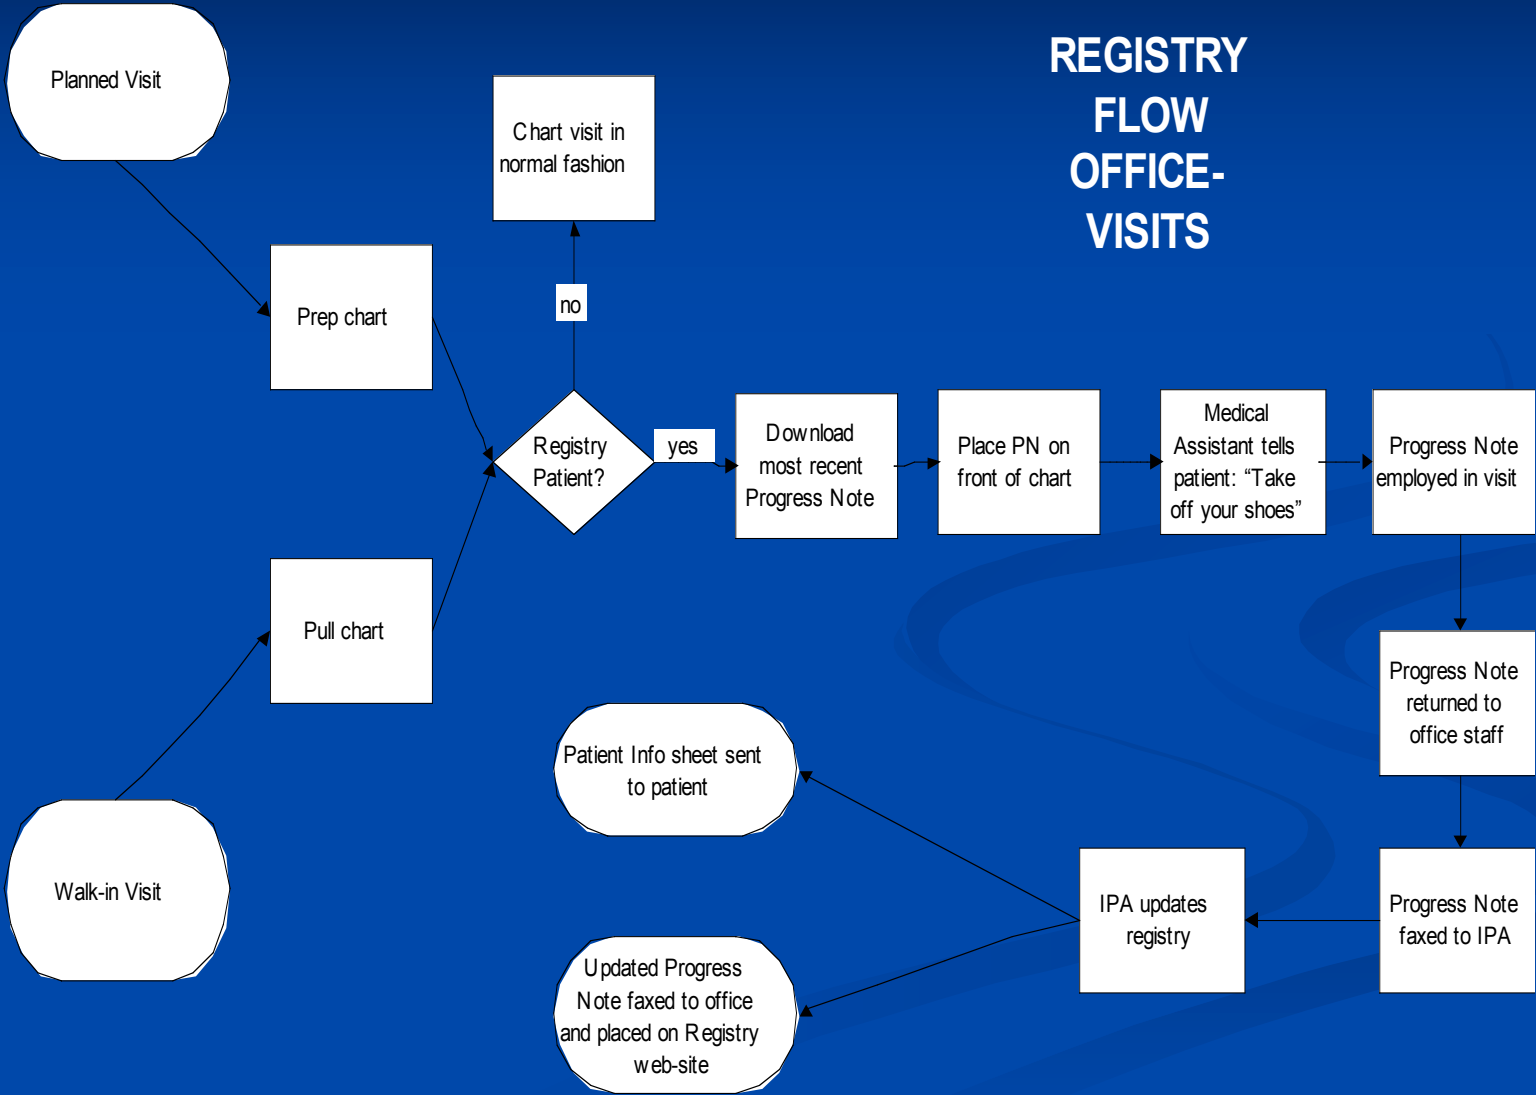 REGISTRY
FLOW
OFFICE-
VISITS
Planned Visit
Chart visit in
normal fashion
Prep chart
no
Registry
Patient?
yes
Download
most recent
Progress Note
Place PN on
front of chart
Medical
Assistant tells
patient: “Take
off your shoes”
Progress Note
employed in visit
Pull chart
Progress Note
returned to
office staff
Patient Info sheet sent
to patient
Walk-in Visit
IPA updates
registry
Progress Note
faxed to IPA
Updated Progress
Note faxed to office
and placed on Registry
web-site